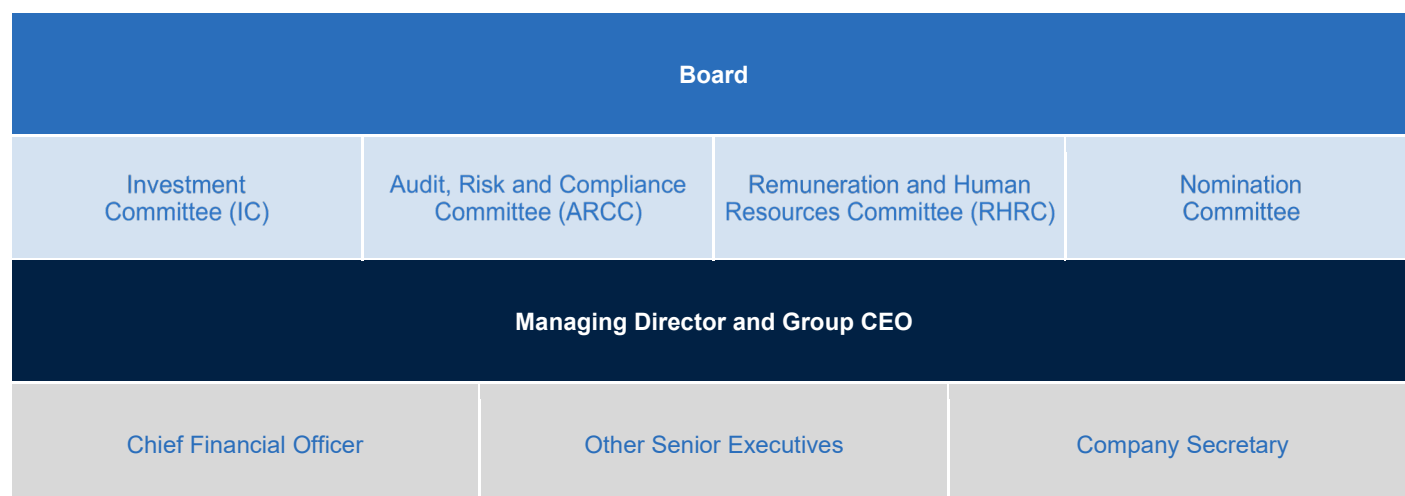 Board
Investment
Committee (IC)
Audit, Risk and Compliance
Committee (ARCC)
Remuneration and Human
Resources Committee (RHRC)
Nomination
Committee
Managing Director and Group CEO
Chief Financial Officer
Other Senior Executives
Company Secretary